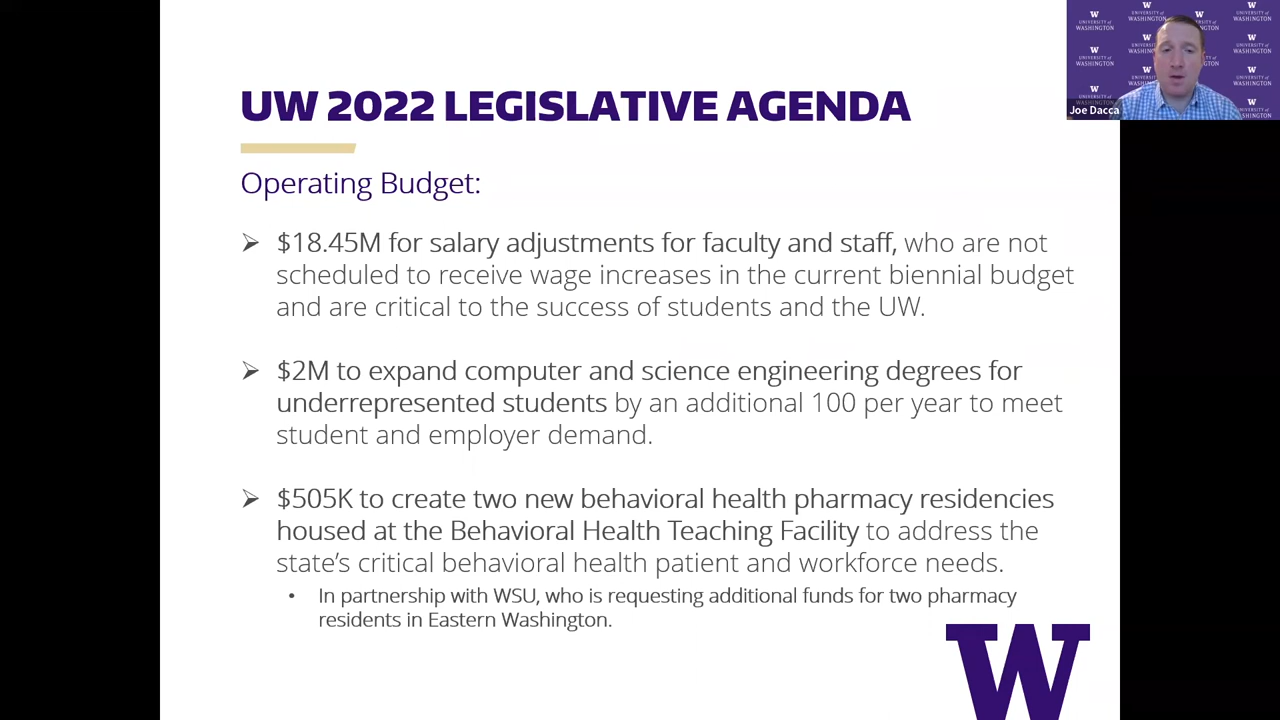 UW 2022 LEGISLATIVE AGENDA
Operating Budget:
➢ $18.45M for salary adjustments for faculty and staff, who are not
scheduled to receive wage increases in the current biennial budget
and are critical to the success of students and the UW.
➢ $2M to expand computer and science engineering degrees for
underrepresented students by an additional 100 per year to meet
student and employer demand.
➢ $505K to create two new behavioral health pharmacy residencies
housed at the Behavioral Health Teaching Facility to address the
state's critical behavioral health patient and workforce needs.
• In partnership with WSU, who is requesting additional funds for two pharmacy
residents in Eastern Washington.
W
W
UNIVERSITY of
WASHINGTON
Joe Dacca